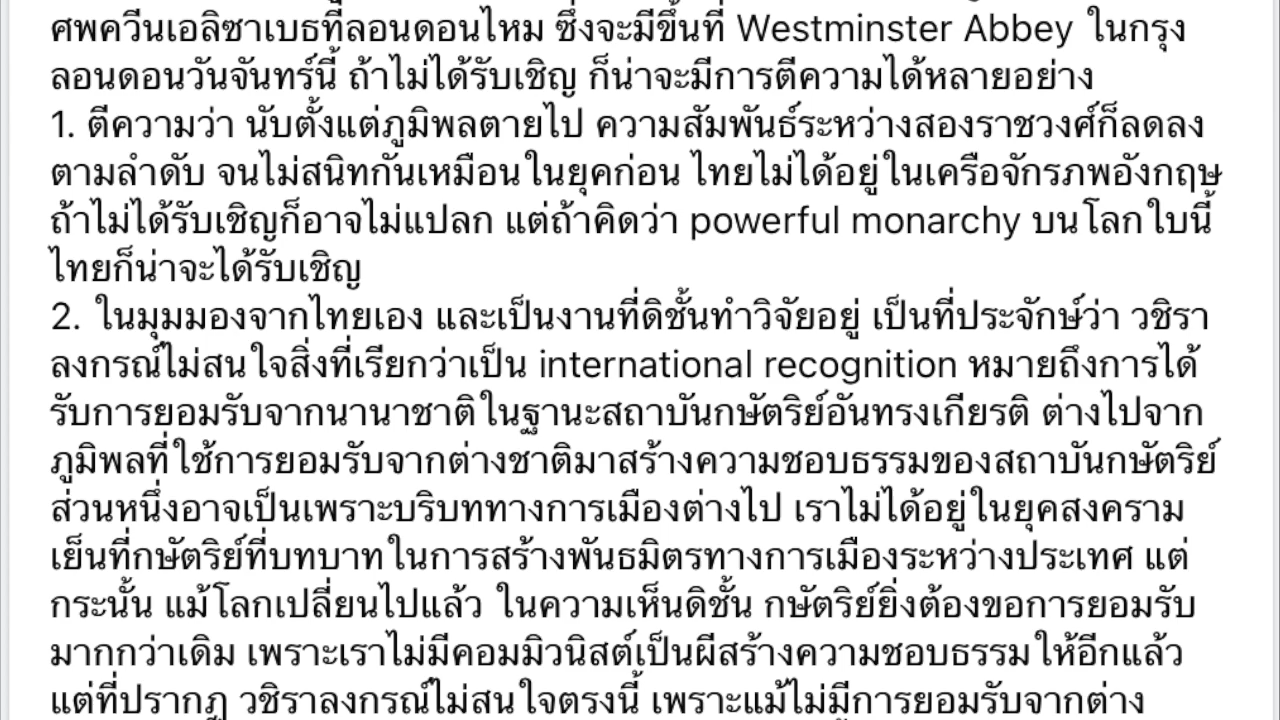 ศพควีนเอลิซาเบธที่ลอนดอนไหม ซึ่งจะมีขึ้นที่ Westminster Abbey ในกรุง
ลอนดอนวันจันทร์นี้ ถ้าไม่ได้รับเชิญ ก็น่าจะมีการตีความได้หลายอย่าง
1. ตีความว่า นับตั้งแต่ภูมิพลตายไป ความสัมพันธ์ระหว่างสองราชวงศ์ก็ลดลง
ตามลำดับ จนไม่สนิทกันเหมือนในยุคก่อน ไทยไม่ได้อยู่ในเครือจักรภพอังกฤษ
ถ้าไม่ได้รับเชิญก็อาจไม่แปลก แต่ถ้าคิดว่า powerful monarchy บนโลกใบนี้
ไทยก็น่าจะได้รับเชิญ
2. ในมุมมองจากไทยเอง และเป็นงานที่ดิชั้นทำวิจัยอยู่ เป็นที่ประจักษ์ว่า วชิรา
ลงกรณ์ไม่สนใจสิ่งที่เรียกว่าเป็น international recognition หมายถึงการได้
รับการยอมรับจากนานาชาติในฐานะสถาบันกษัตริย์อันทรงเกียรติ ต่างไปจาก
ภูมิพลที่ใช้การยอมรับจากต่างชาติมาสร้างความชอบธรรมของสถาบันกษัตริย์
ส่วนหนึ่งอาจเป็นเพราะบริบททางการเมืองต่างไป เราไม่ได้อยู่ในยุคสงคราม
เย็นที่กษัตริย์ที่บทบาทในการสร้างพันธมิตรทางการเมืองระหว่างประเทศ แต่
กระนั้น แม้โลกเปลี่ยนไปแล้ว ในความเห็นดิชั้น กษัตริย์ยิ่งต้องขอการยอมรับ
มากกว่าเดิม เพราะเราไม่มีคอมมิวนิสต์เป็นผีสร้างความชอบธรรมให้อีกแล้ว
แต่ที่ปรากฏ วชิราลงกรณ์ไม่สนใจตรงนี้ เพราะแม้ไม่มีการยอมรับจากต่าง